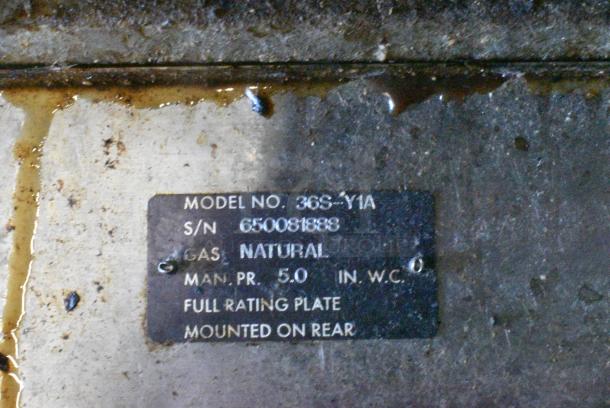 MODEL NO. 36S-Y1A
S/N 650081888
GAS NATURAL
MAN. PR. 5.0 IN. W.C.
FULL RATING PLATE
MOUNTED ON REAR